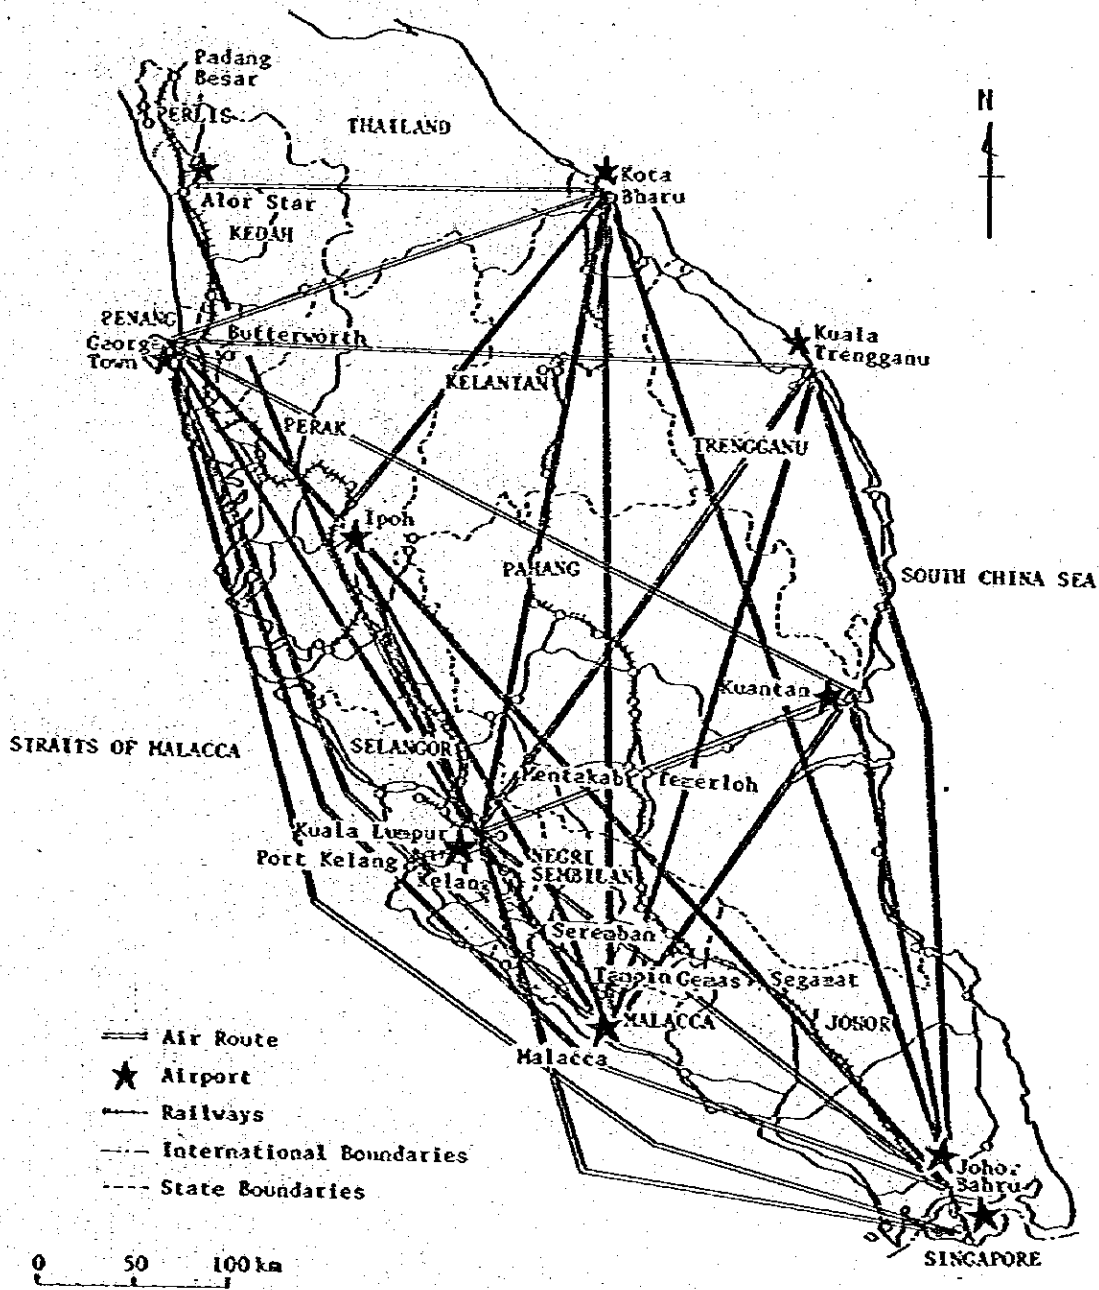 Padang
Besar
PERLIS
THAILAND
N
Kota
Bharu
Alor Star
KEDAH
PENANG
Georg
Town
Butterworth
Kuala
Trengganu
KELANTAN
PERAK
TRENGGANU
Ipoh
PAHANG
SOUTH CHINA SEA
Kuantan
STRAITS OF MALACCA
SELANGOR
Mentakab
Temerloh
Kuala Lumpur
Port Kelang
Kelang
NEGRI
SEMBILAN
Seremban
Tampin
Gemas
Segamat
MALACCA
JOHOR
Malacca
Air Route
Airport
Railways
International Boundaries
State Boundaries
Johor
Bahru
SINGAPORE
0 50 100 km